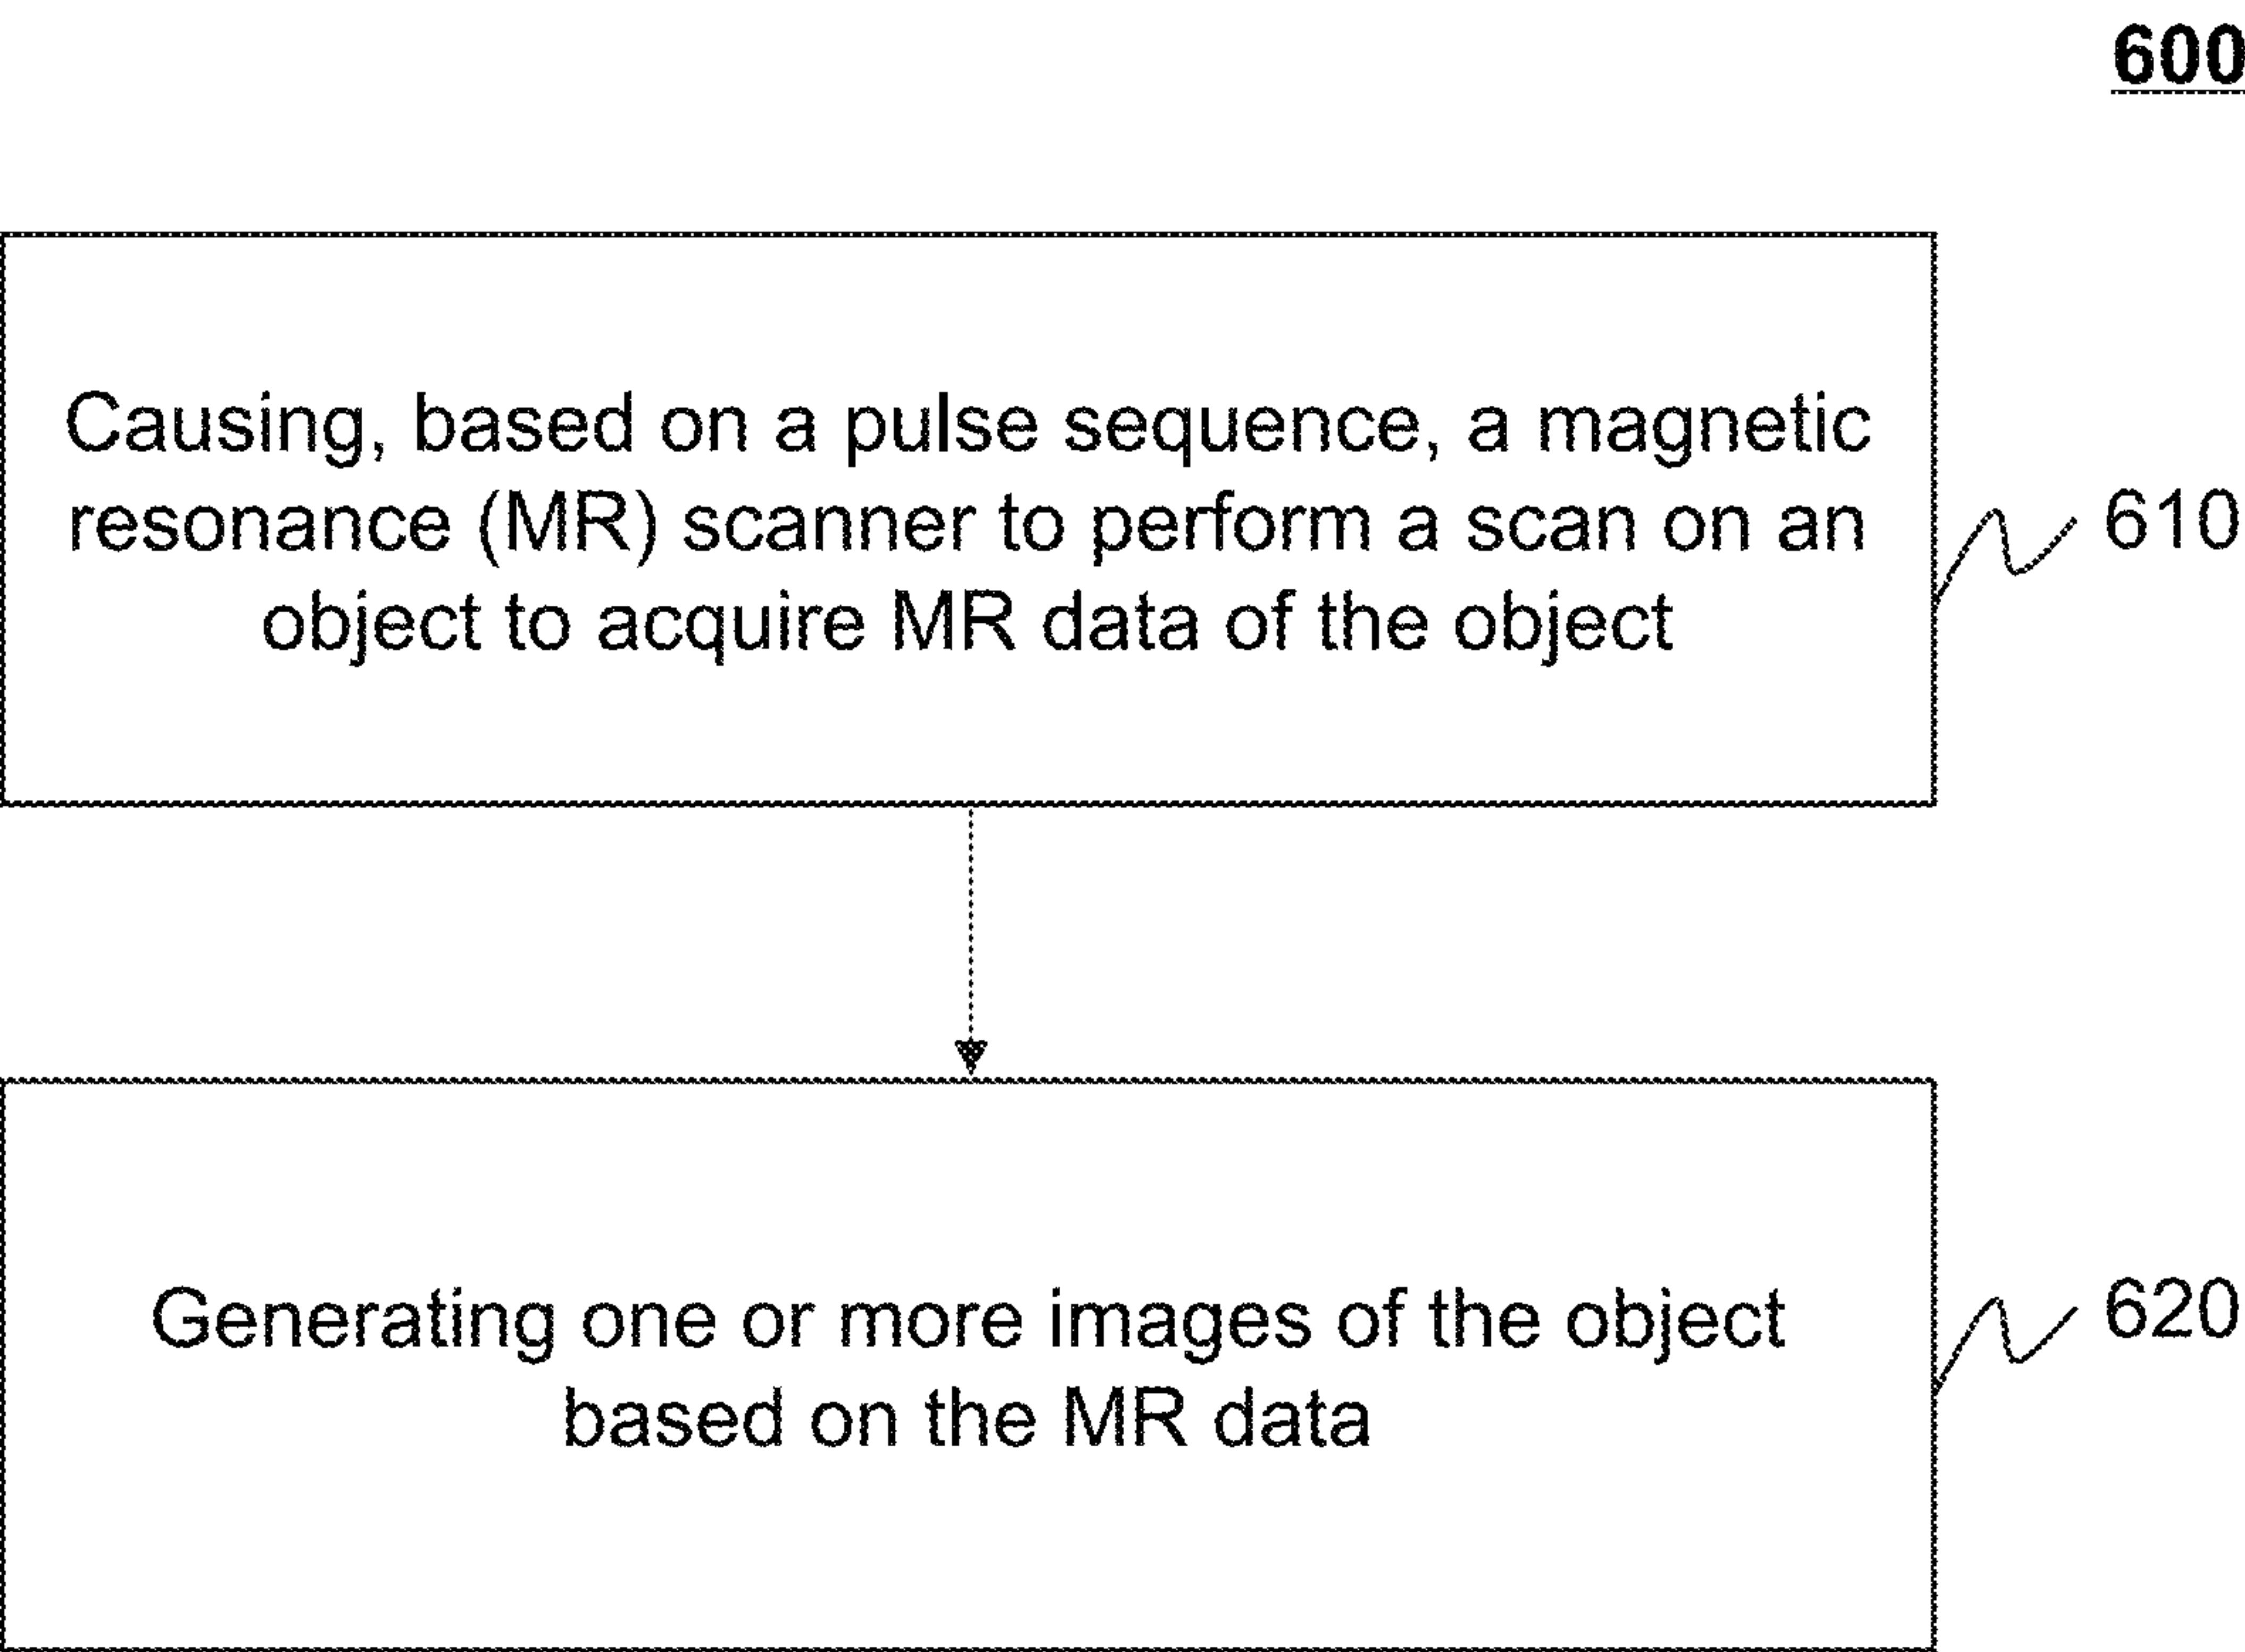 600
Causing, based on a pulse sequence, a magnetic
resonance (MR) scanner to perform a scan on an
object to acquire MR data of the object
610
Generating one or more images of the object
based on the MR data
620